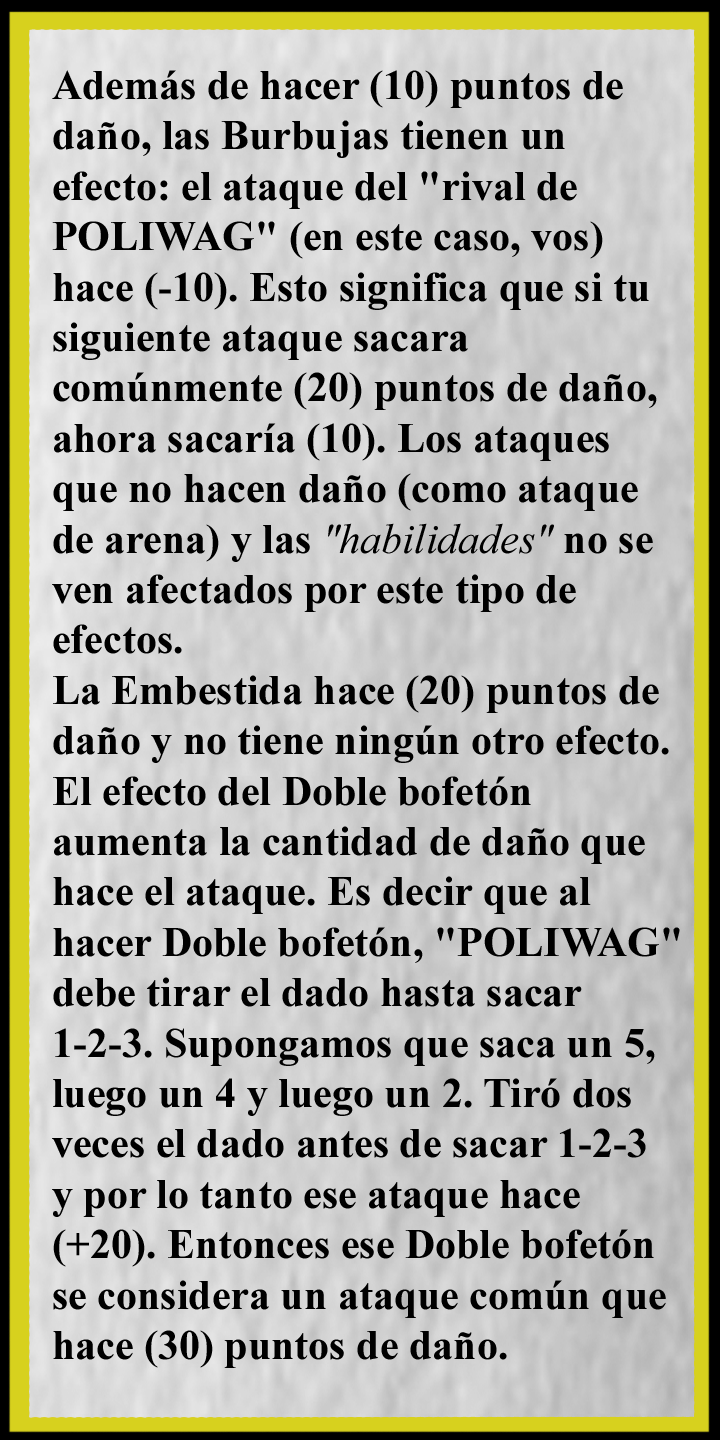 Además de hacer (10) puntos de
daño, las Burbujas tienen un
efecto: el ataque del "rival de
POLIWAG" (en este caso, vos)
hace (-10). Esto significa que si tu
siguiente ataque sacara
comúnmente (20) puntos de daño,
ahora sacaría (10). Los ataques
que no hacen daño (como ataque
de arena) y las "habilidades" no se
ven afectados por este tipo de
efectos.
La Embestida hace (20) puntos de
daño y no tiene ningún otro efecto.
El efecto del Doble bofetón
aumenta la cantidad de daño que
hace el ataque. Es decir que al
hacer Doble bofetón, "POLIWAG"
debe tirar el dado hasta sacar
1-2-3. Supongamos que saca un 5,
luego un 4 y luego un 2. Tiró dos
veces el dado antes de sacar 1-2-3
y por lo tanto ese ataque hace
(+20). Entonces ese Doble bofetón
se considera un ataque común que
hace (30) puntos de daño.